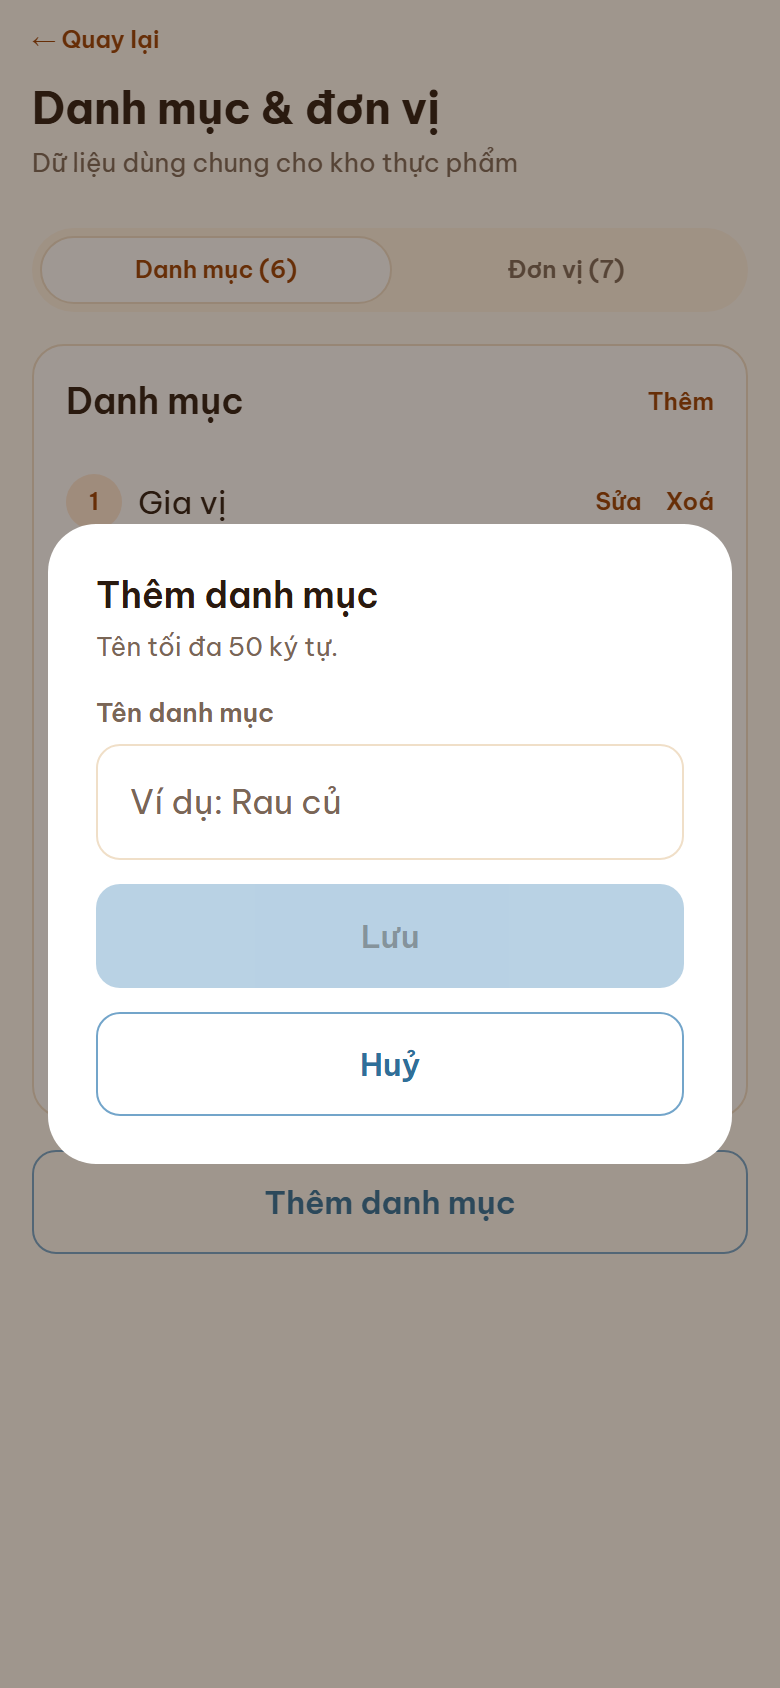 ← Quay lại
Danh mục & đơn vị
Dữ liệu dùng chung cho kho thực phẩm
Danh mục (6) Đơn vị (7)
Danh mục Thêm
1 Gia vị Sửa Xoá
Thêm danh mục
Tên tối đa 50 ký tự.
Tên danh mục
Ví dụ: Rau củ
Lưu
Huỷ
Thêm danh mục